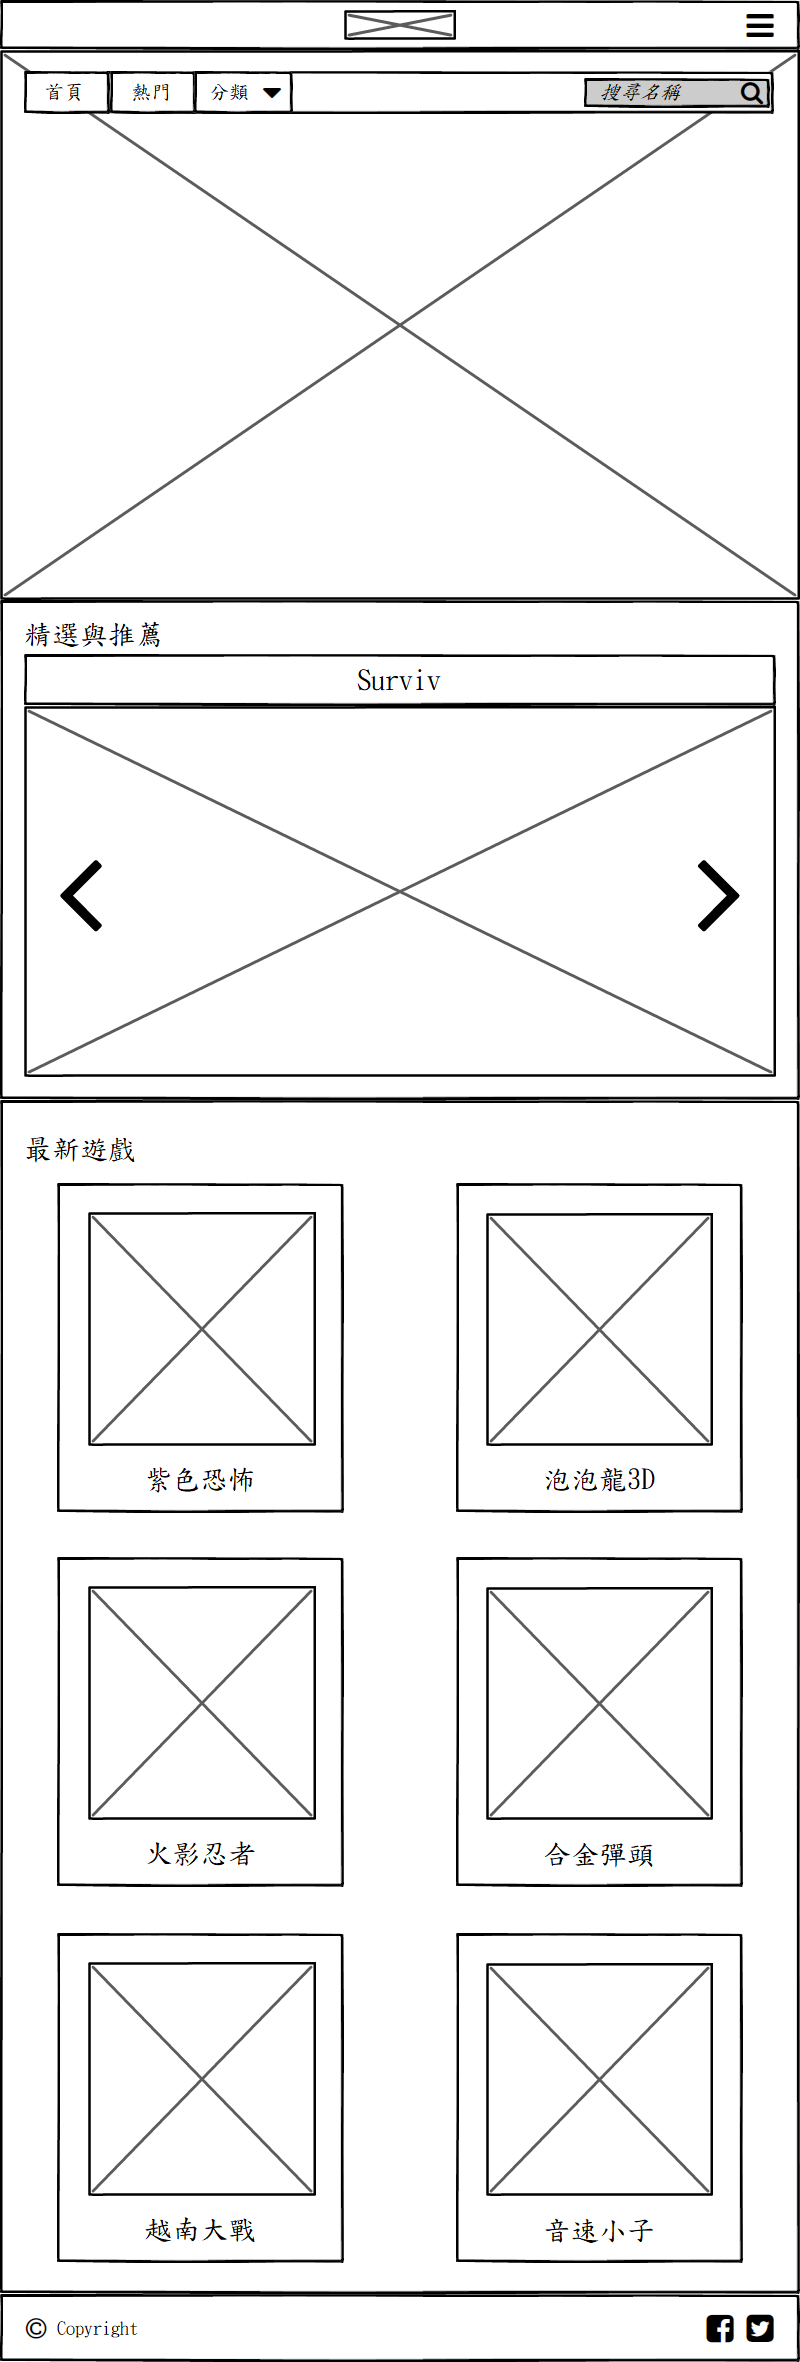 首頁 熱門 分類 搜尋名稱
精選與推薦
Surviv
最新遊戲
紫色恐怖 泡泡龍3D
火影忍者 合金彈頭
越南大戰 音速小子
© Copyright